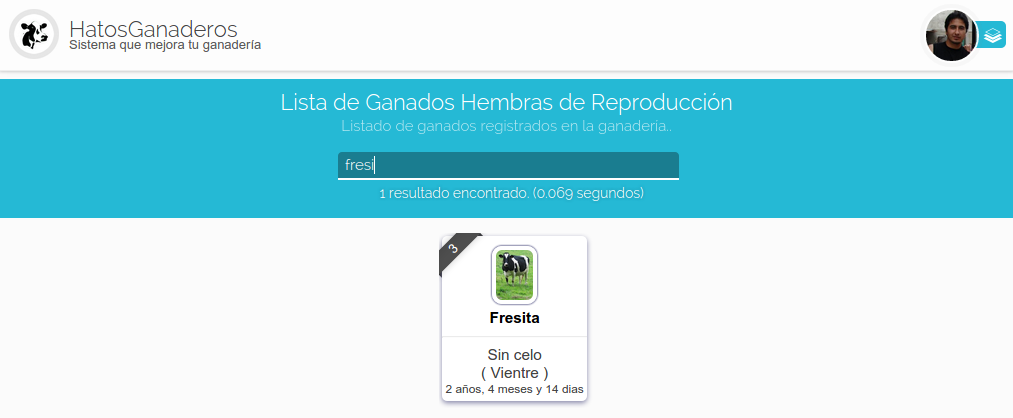 HatosGanaderos
Sistema que mejora tu ganadería
Lista de Ganados Hembras de Reproducción
Listado de ganados registrados en la ganaderia..
fresi
1 resultado encontrado. (0.069 segundos)
3
Fresita
Sin celo
( Vientre )
2 años, 4 meses y 14 dias